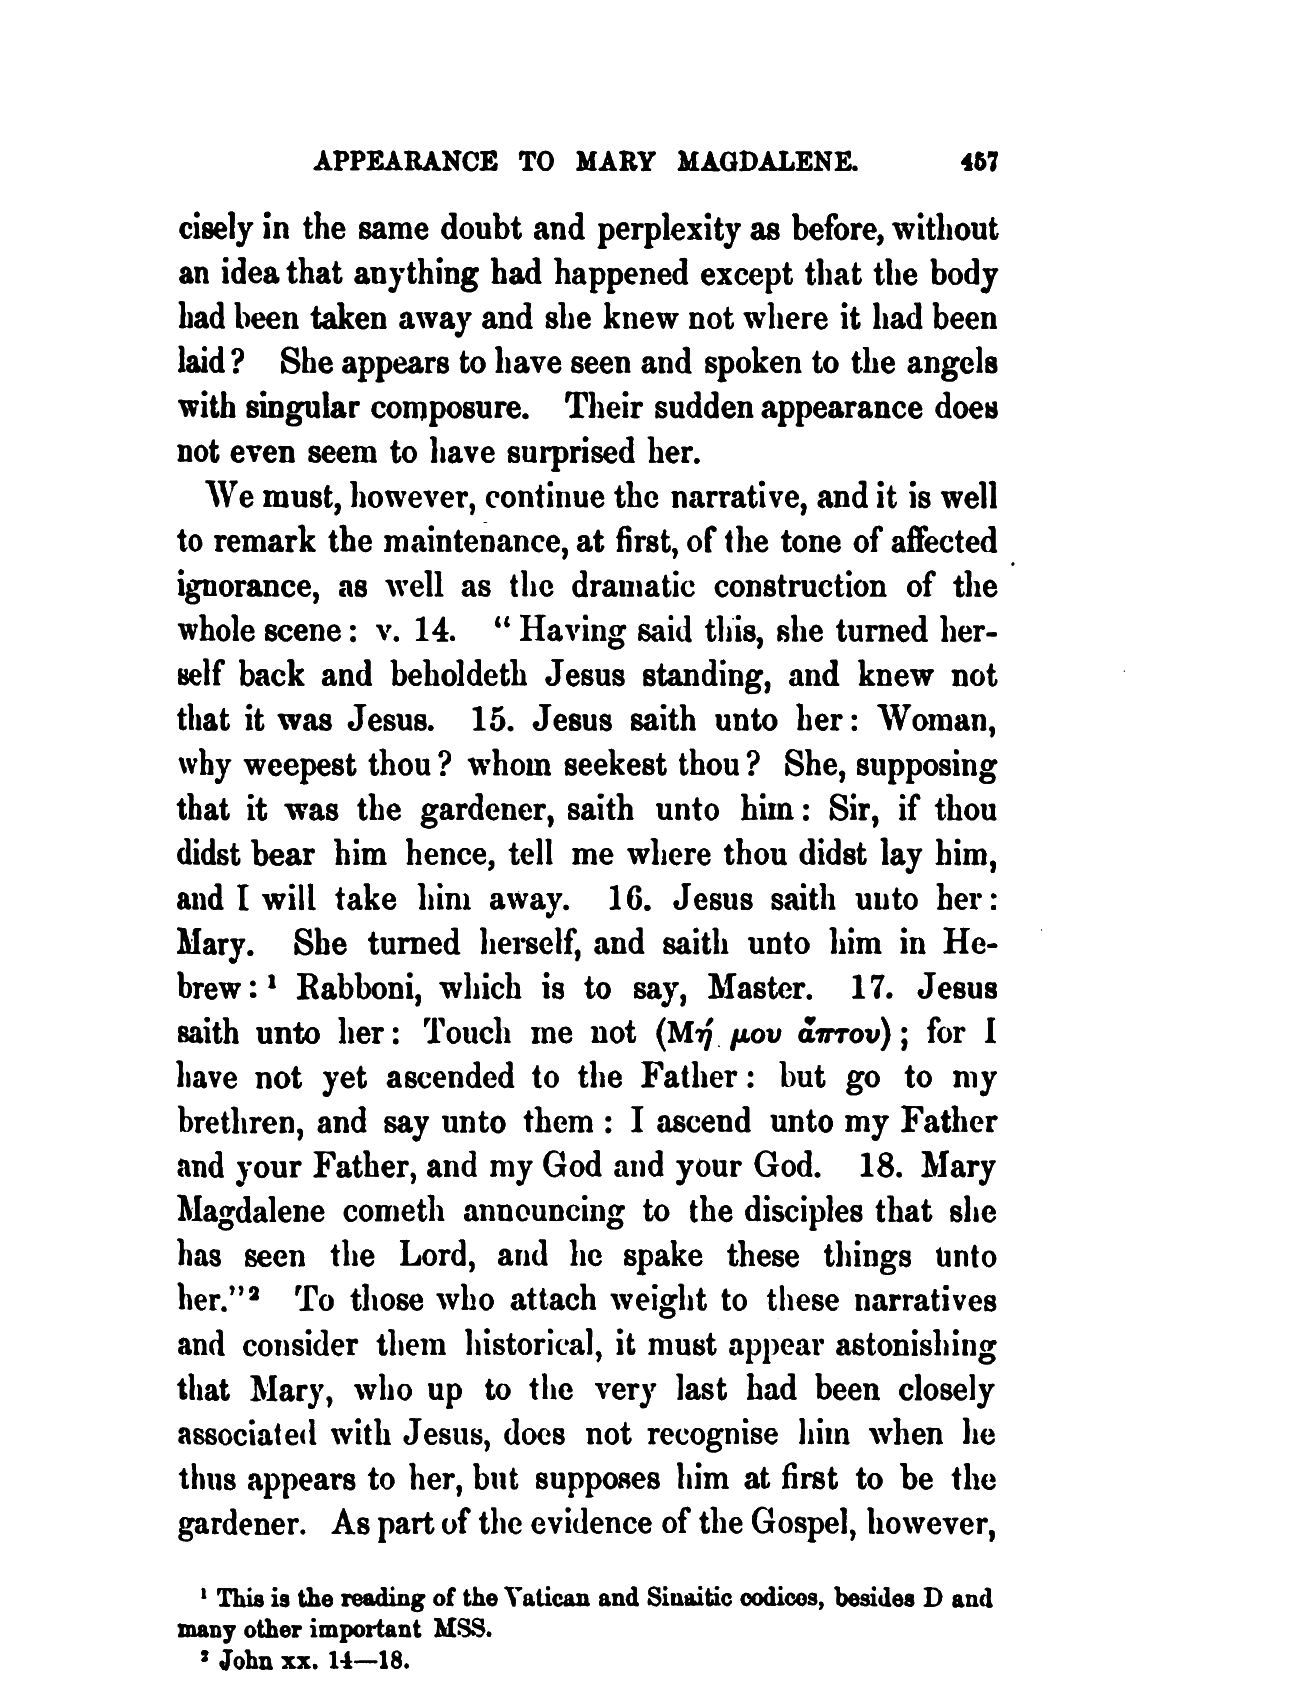 APPEARANCE TO MARY MAGDALENE. 457
cisely in the same doubt and perplexity as before, without
an idea that anything had happened except that the body
had been taken away and she knew not where it had been
laid? She appears to have seen and spoken to the angels
with singular composure. Their sudden appearance does
not even seem to have surprised her.
We must, however, continue the narrative, and it is well
to remark the maintenance, at first, of the tone of affected
ignorance, as well as the dramatic construction of the
whole scene: v. 14. “Having said this, she turned her-
self back and beholdeth Jesus standing, and knew not
that it was Jesus. 15. Jesus saith unto her: Woman,
why weepest thou? whom seekest thou? She, supposing
that it was the gardener, saith unto him: Sir, if thou
didst bear him hence, tell me where thou didst lay him,
and I will take him away. 16. Jesus saith unto her:
Mary. She turned herself, and saith unto him in He-
brew:¹ Rabboni, which is to say, Master. 17. Jesus
saith unto her: Touch me not (Μή μου ἅπτου); for I
have not yet ascended to the Father: but go to my
brethren, and say unto them: I ascend unto my Father
and your Father, and my God and your God. 18. Mary
Magdalene cometh announcing to the disciples that she
has seen the Lord, and he spake these things unto
her.”² To those who attach weight to these narratives
and consider them historical, it must appear astonishing
that Mary, who up to the very last had been closely
associated with Jesus, does not recognise him when he
thus appears to her, but supposes him at first to be the
gardener. As part of the evidence of the Gospel, however,
¹ This is the reading of the Vatican and Sinaitic codices, besides D and
many other important MSS.
² John xx. 14—18.